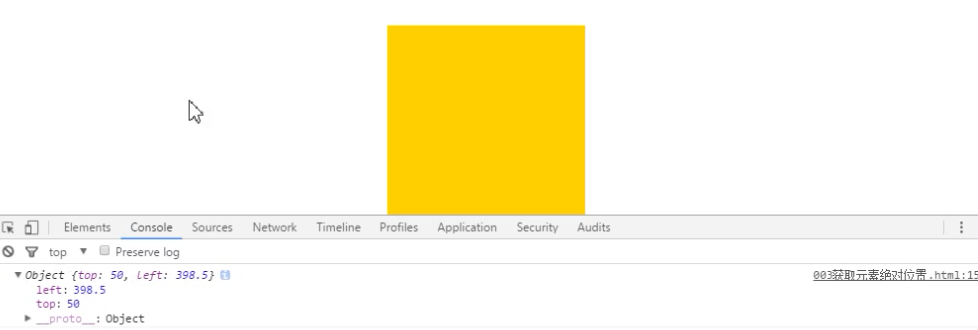 Elements Console Sources Network Timeline Profiles Application Security Audits
top Preserve log
Object {top: 50, left: 398.5} 003获取元素绝对位置.html:15
left: 398.5
top: 50
__proto__: Object